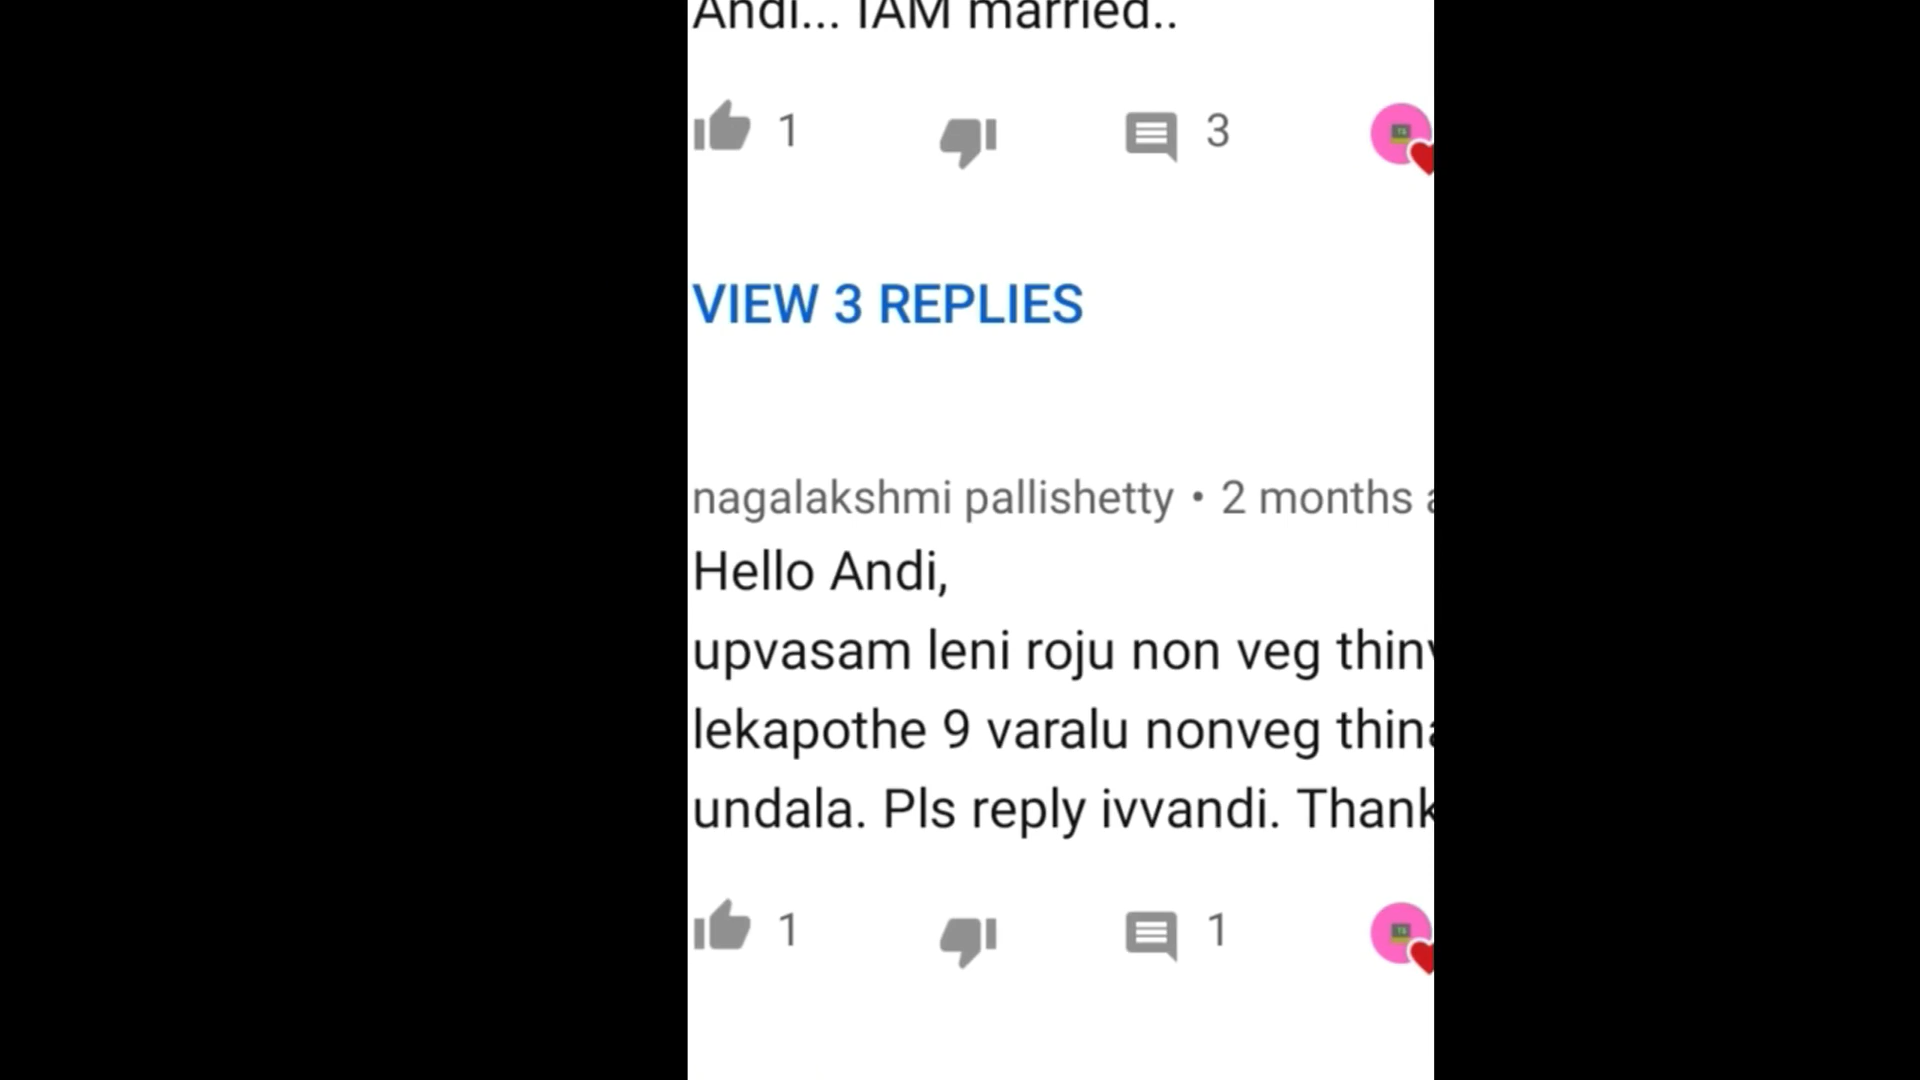 Andi... IAM married..
1 3
VIEW 3 REPLIES
nagalakshmi pallishetty • 2 months
Hello Andi,
upvasam leni roju non veg
lekapothe 9 varalu nonveg
undala. Pls reply ivvandi. Thank
1 1